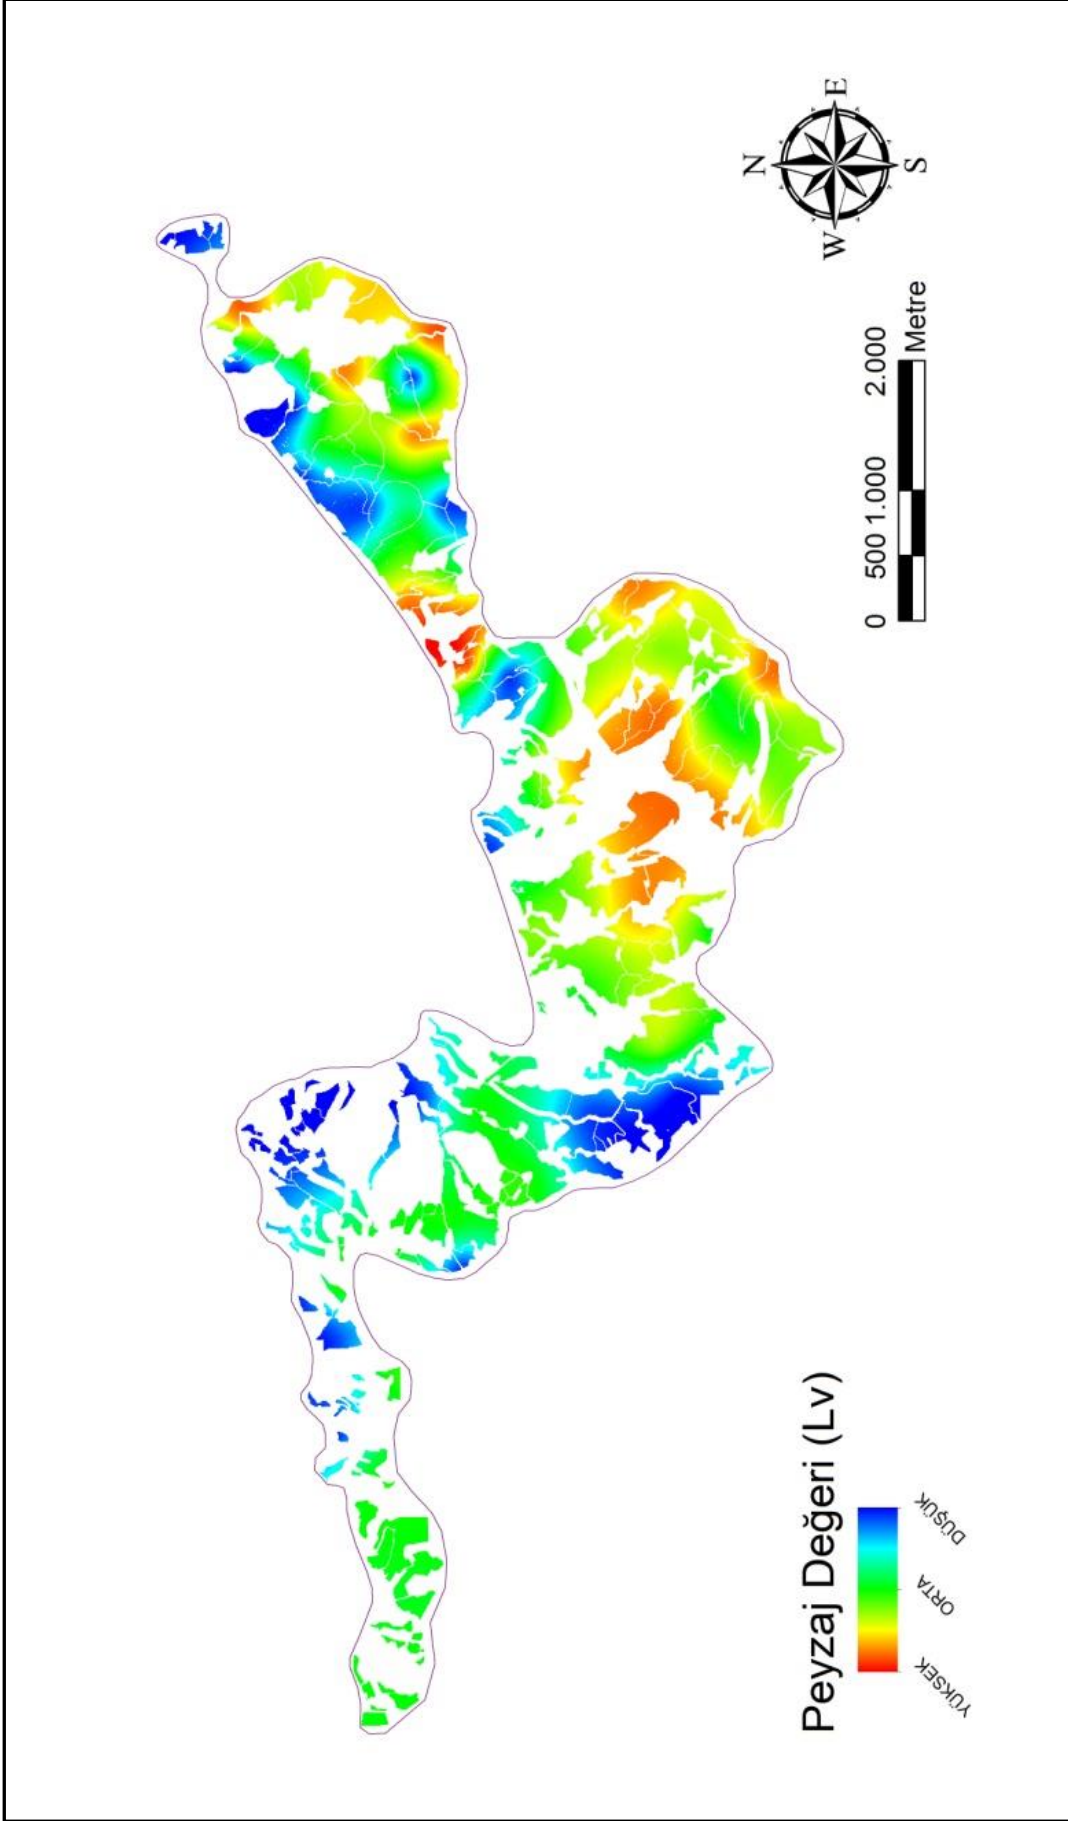 N
W
E
S
0 500 1.000 2.000
Metre
Peyzaj Değeri (Lv)
YÜKSEK
ORTA
DÜŞÜK